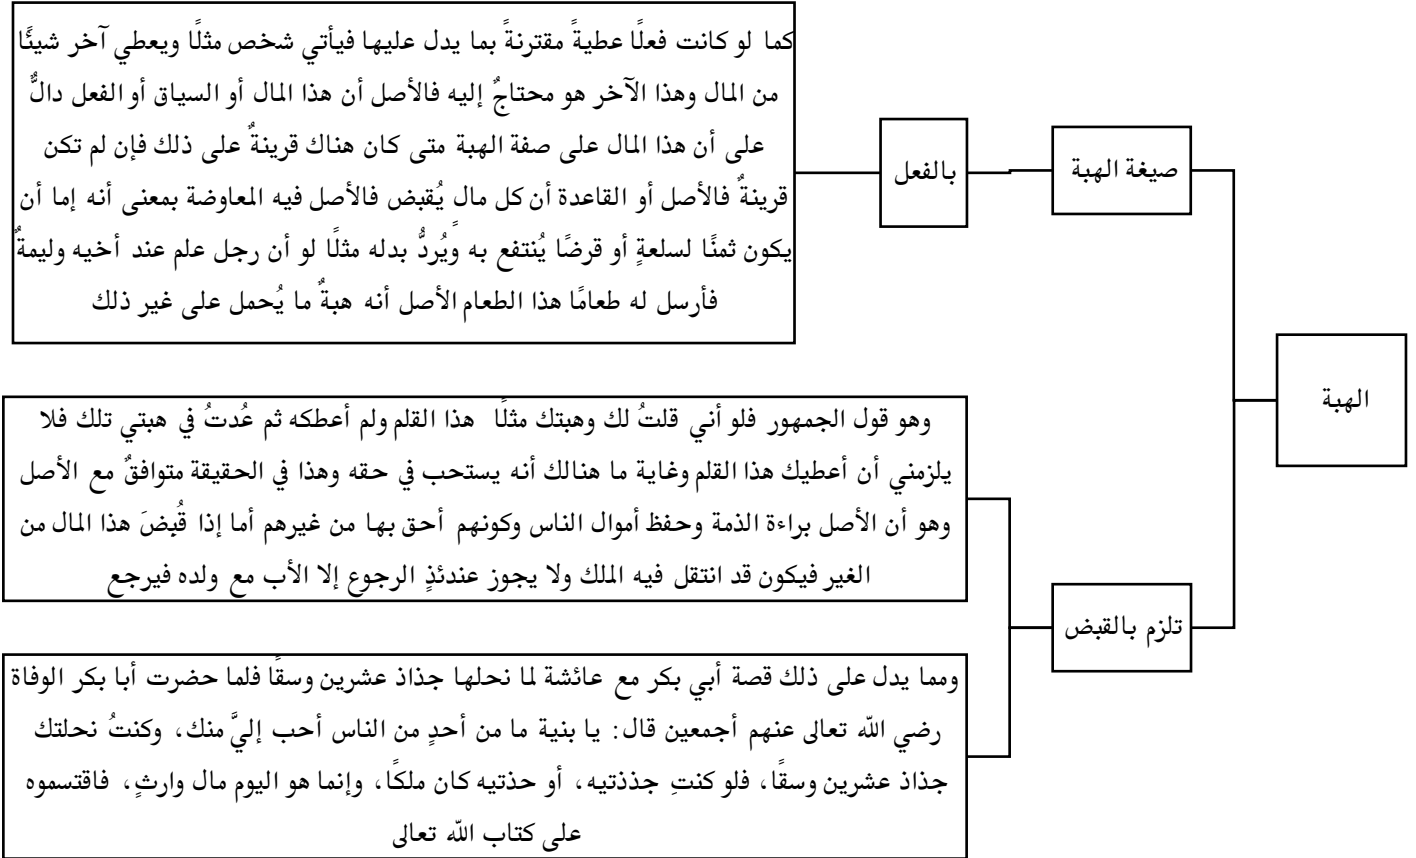 الهبة
صيغة الهبة
بالفعل
كما لو كانت فعلًا عطيةً مقترنةً بما يدل عليها فيأتي شخص مثلًا ويعطي آخر شيئًا
من المال وهذا الآخر هو محتاجٌ إليه فالأصل أن هذا المال أو السياق أو الفعل دالٌّ
على أن هذا المال على صفة الهبة متى كان هناك قرينةٌ على ذلك فإن لم تكن
قرينةٌ فالأصل أو القاعدة أن كل مالٍ يُقبض فالأصل فيه المعاوضة بمعنى أنه إما أن
يكون ثمنًا لسلعةٍ أو قرضًا يُنتفع به ويُردُّ بدله مثلًا لو أن رجل علم عند أخيه وليمةٌ
فأرسل له طعامًا هذا الطعام الأصل أنه هبةٌ ما يُحمل على غير ذلك
تلزم بالقبض
وهو قول الجمهور فلو أني قلتُ لك وهبتك مثلًا هذا القلم ولم أعطكه ثم عُدتُ في هبتي تلك فلا
يلزمني أن أعطيك هذا القلم وغاية ما هنالك أنه يستحب في حقه وهذا في الحقيقة متوافقٌ مع الأصل
وهو أن الأصل براءة الذمة وحفظ أموال الناس وكونهم أحق بها من غيرهم أما إذا قُبِضَ هذا المال من
الغير فيكون قد انتقل فيه الملك ولا يجوز عندئذٍ الرجوع إلا الأب مع ولده فيرجع
ومما يدل على ذلك قصة أبي بكر مع عائشة لما نحلها جذاذ عشرين وسقًا فلما حضرت أبا بكر الوفاة
رضي الله تعالى عنهم أجمعين قال: يا بنية ما من أحدٍ من الناس أحب إليَّ منك، وكنتُ نحلتك
جذاذ عشرين وسقًا، فلو كنتِ جذذتيه، أو حذتيه كان ملكًا، وإنما هو اليوم مال وارثٍ، فاقتسموه
على كتاب الله تعالى